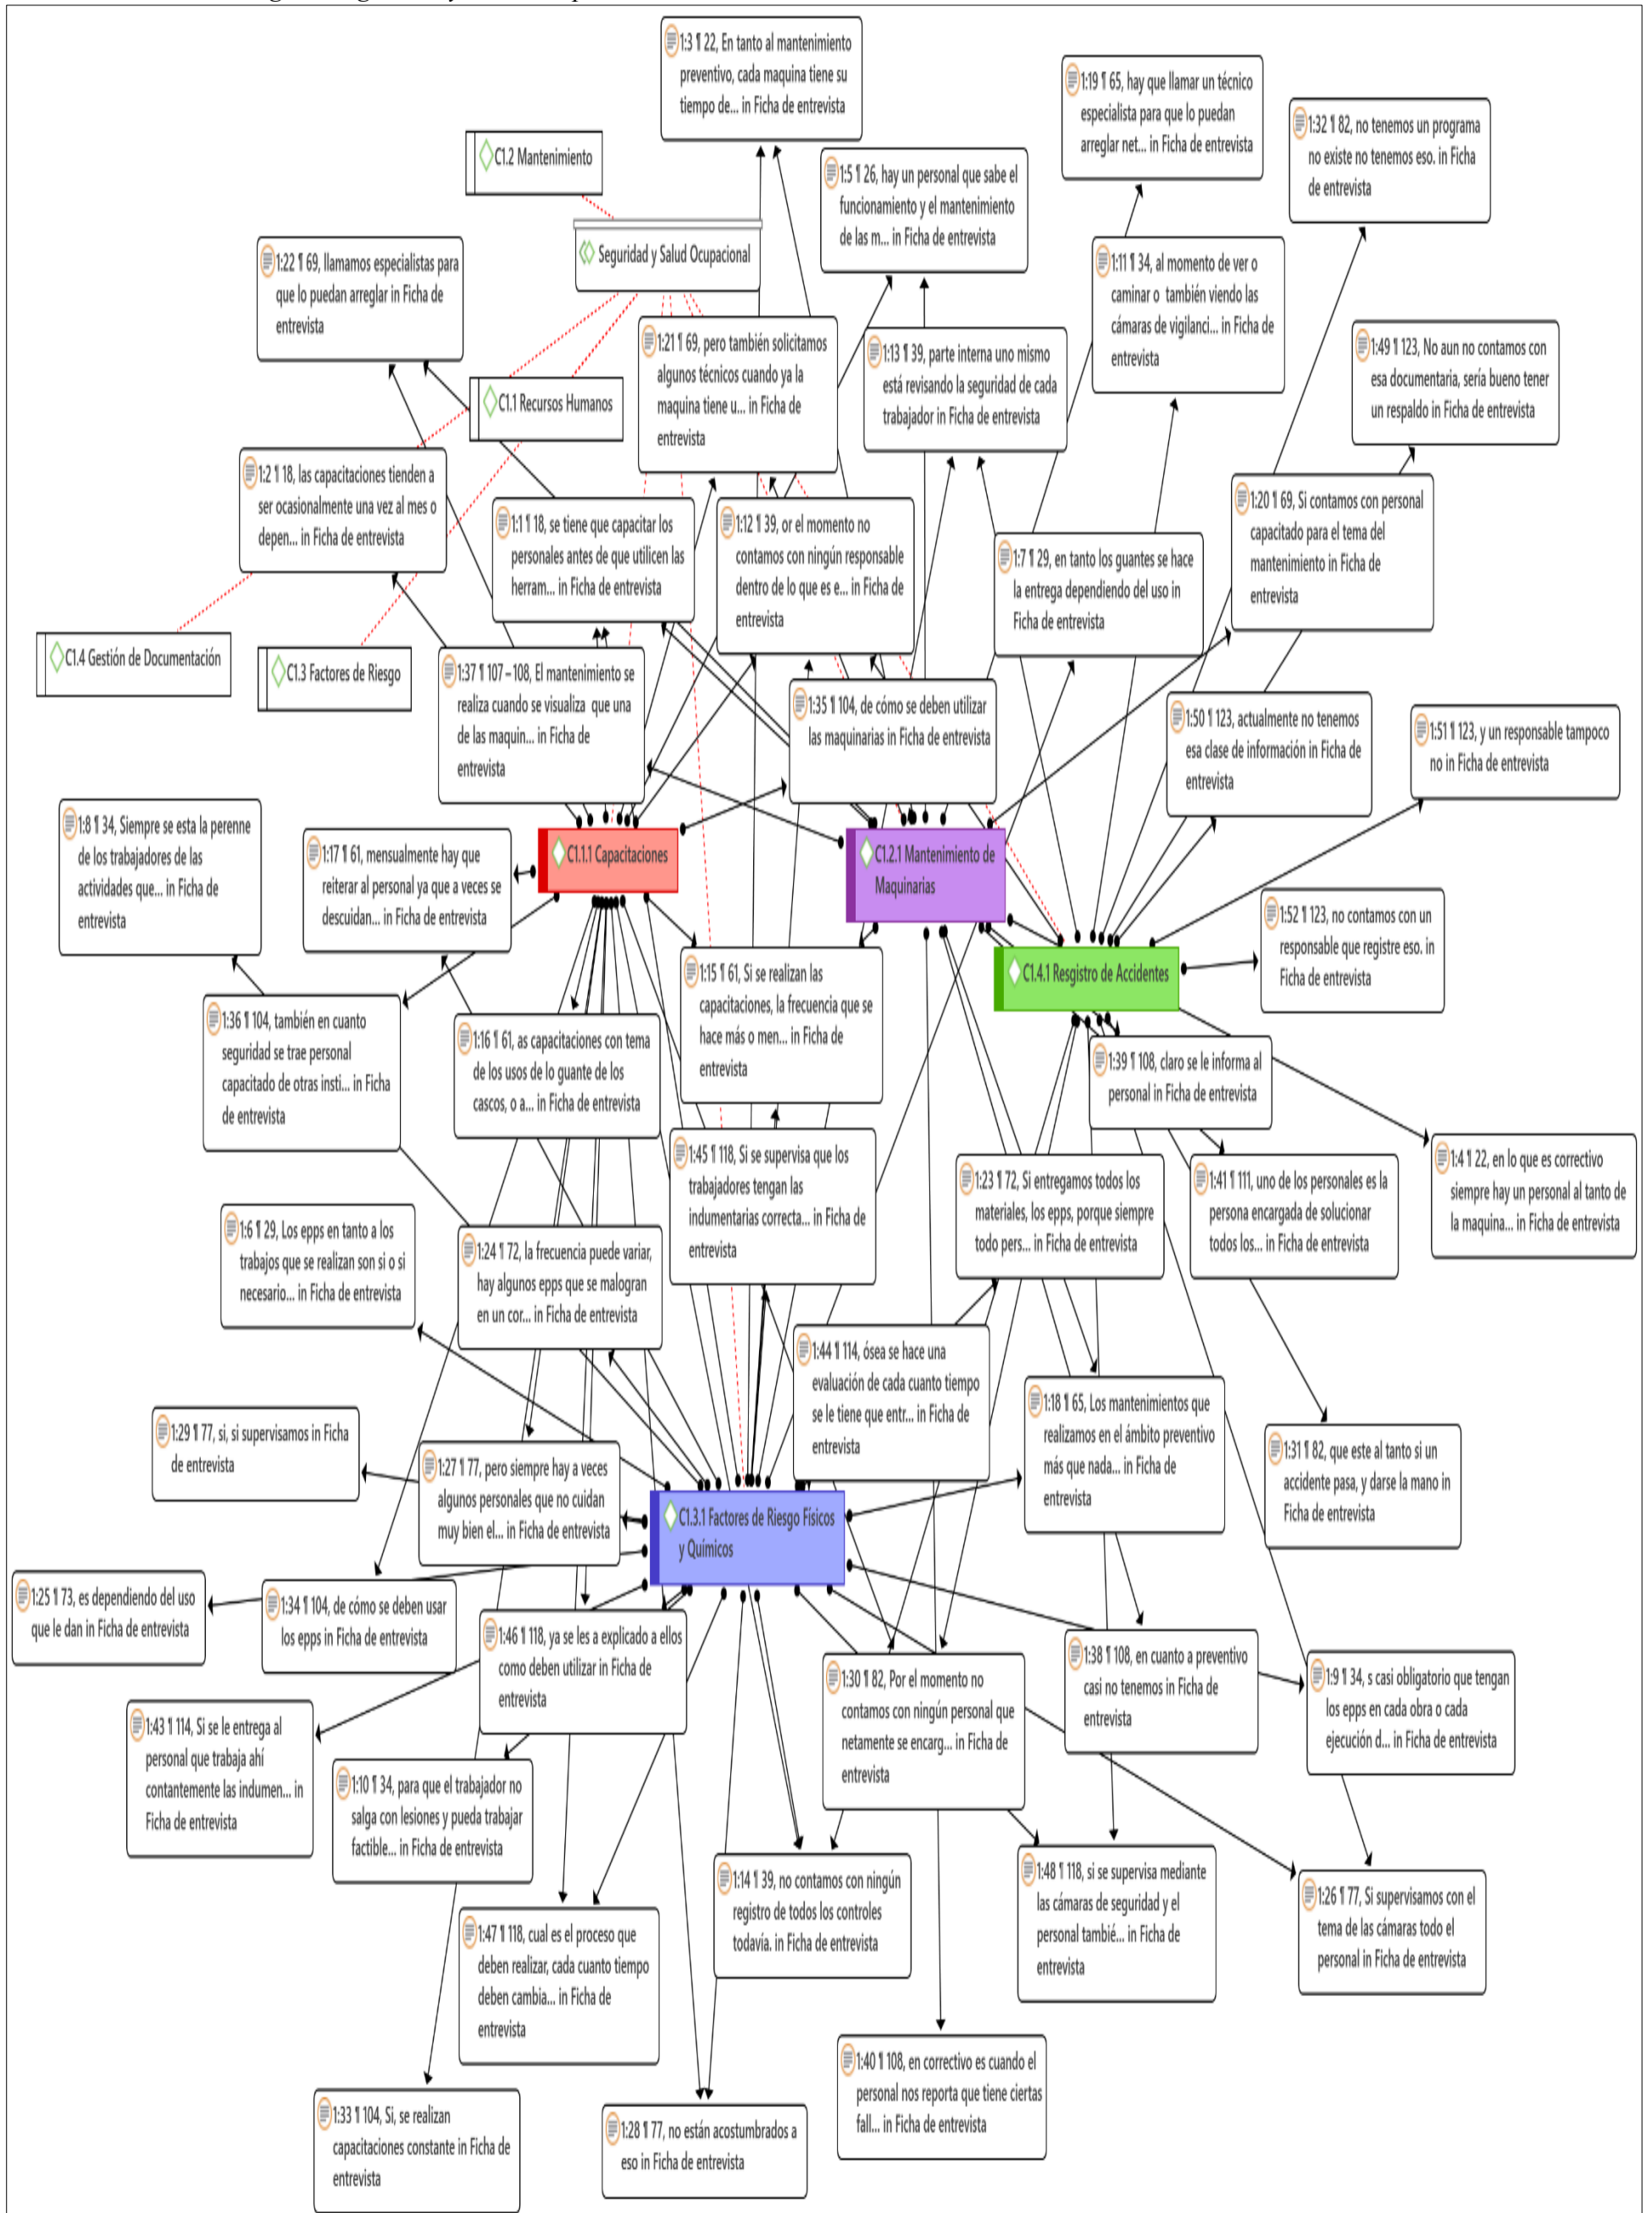 1:3 ¶ 22, En tanto al mantenimiento
preventivo, cada maquina tiene su
tiempo de... in Ficha de entrevista
1:19 ¶ 65, hay que llamar un técnico
especialista para que lo puedan
arreglar net... in Ficha de entrevista
1:32 ¶ 82, no tenemos un programa
no existe no tenemos eso. in Ficha
de entrevista
C1.2 Mantenimiento
1:5 ¶ 26, hay un personal que sabe el
funcionamiento y el mantenimiento
de las m... in Ficha de entrevista
Seguridad y Salud Ocupacional
1:22 ¶ 69, llamamos especialistas para
que lo puedan arreglar in Ficha de
entrevista
1:11 ¶ 34, al momento de ver o
caminar o también viendo las
cámaras de vigilanci... in Ficha de
entrevista
1:21 ¶ 69, pero también solicitamos
algunos técnicos cuando ya la
maquina tiene u... in Ficha de
entrevista
1:13 ¶ 39, parte interna uno mismo
está revisando la seguridad de cada
trabajador in Ficha de entrevista
1:49 ¶ 123, No aun no contamos con
esa documentaria, sería bueno tener
un respaldo in Ficha de entrevista
C1.1 Recursos Humanos
1:2 ¶ 18, las capacitaciones tienden a
ser ocasionalmente una vez al mes o
depen... in Ficha de entrevista
1:1 ¶ 18, se tiene que capacitar los
personales antes de que utilicen las
herram... in Ficha de entrevista
1:12 ¶ 39, or el momento no
contamos con ningún responsable
dentro de lo que es e... in Ficha de
entrevista
1:7 ¶ 29, en tanto los guantes se hace
la entrega dependiendo del uso in
Ficha de entrevista
1:20 ¶ 69, Si contamos con personal
capacitado para el tema del
mantenimiento in Ficha de
entrevista
C1.4 Gestión de Documentación
C1.3 Factores de Riesgo
1:37 ¶ 107 – 108, El mantenimiento se
realiza cuando se visualiza que una
de las maquin... in Ficha de
entrevista
1:35 ¶ 104, de cómo se deben utilizar
las maquinarias in Ficha de entrevista
1:50 ¶ 123, actualmente no tenemos
esa clase de información in Ficha de
entrevista
1:51 ¶ 123, y un responsable tampoco
no in Ficha de entrevista
1:8 ¶ 34, Siempre se esta la perenne
de los trabajadores de las
actividades que... in Ficha de
entrevista
1:17 ¶ 61, mensualmente hay que
reiterar al personal ya que a veces se
descuidan... in Ficha de entrevista
C1.1.1 Capacitaciones
C1.2.1 Mantenimiento de
Maquinarias
1:52 ¶ 123, no contamos con un
responsable que registre eso. in
Ficha de entrevista
C1.4.1 Resgistro de Accidentes
1:15 ¶ 61, Si se realizan las
capacitaciones, la frecuencia que se
hace más o men... in Ficha de
entrevista
1:36 ¶ 104, también en cuanto
seguridad se trae personal
capacitado de otras insti... in Ficha
de entrevista
1:16 ¶ 61, as capacitaciones con tema
de los usos de lo guante de los
cascos, o a... in Ficha de entrevista
1:39 ¶ 108, claro se le informa al
personal in Ficha de entrevista
1:45 ¶ 118, Si se supervisa que los
trabajadores tengan las
indumentarias correcta... in Ficha de
entrevista
1:23 ¶ 72, Si entregamos todos los
materiales, los epps, porque siempre
todo pers... in Ficha de entrevista
1:41 ¶ 111, uno de los personales es la
persona encargada de solucionar
todos los... in Ficha de entrevista
1:4 ¶ 22, en lo que es correctivo
siempre hay un personal al tanto de
la maquina... in Ficha de entrevista
1:6 ¶ 29, Los epps en tanto a los
trabajos que se realizan son si o si
necesario... in Ficha de entrevista
1:24 ¶ 72, la frecuencia puede variar,
hay algunos epps que se malogran
en un cor... in Ficha de entrevista
1:44 ¶ 114, ósea se hace una
evaluación de cada cuanto tiempo
se le tiene que entr... in Ficha de
entrevista
1:18 ¶ 65, Los mantenimientos que
realizamos en el ámbito preventivo
más que nada... in Ficha de
entrevista
1:29 ¶ 77, si, si supervisamos in Ficha
de entrevista
1:27 ¶ 77, pero siempre hay a veces
algunos personales que no cuidan
muy bien el... in Ficha de entrevista
1:31 ¶ 82, que este al tanto si un
accidente pasa, y darse la mano in
Ficha de entrevista
C1.3.1 Factores de Riesgo Físicos
y Químicos
1:25 ¶ 73, es dependiendo del uso
que le dan in Ficha de entrevista
1:34 ¶ 104, de cómo se deben usar
los epps in Ficha de entrevista
1:46 ¶ 118, ya se les a explicado a ellos
como deben utilizar in Ficha de
entrevista
1:30 ¶ 82, Por el momento no
contamos con ningún personal que
netamente se encarg... in Ficha de
entrevista
1:38 ¶ 108, en cuanto a preventivo
casi no tenemos in Ficha de
entrevista
1:9 ¶ 34, s casi obligatorio que tengan
los epps en cada obra o cada
ejecución d... in Ficha de entrevista
1:43 ¶ 114, Si se le entrega al
personal que trabaja ahí
contantemente las indumen... in
Ficha de entrevista
1:10 ¶ 34, para que el trabajador no
salga con lesiones y pueda trabajar
factible... in Ficha de entrevista
1:14 ¶ 39, no contamos con ningún
registro de todos los controles
todavía. in Ficha de entrevista
1:48 ¶ 118, si se supervisa mediante
las cámaras de seguridad y el
personal tambié... in Ficha de
entrevista
1:26 ¶ 77, Si supervisamos con el
tema de las cámaras todo el
personal in Ficha de entrevista
1:47 ¶ 118, cual es el proceso que
deben realizar, cada cuanto tiempo
deben cambia... in Ficha de
entrevista
1:40 ¶ 108, en correctivo es cuando el
personal nos reporta que tiene ciertas
fall... in Ficha de entrevista
1:33 ¶ 104, Si, se realizan
capacitaciones constante in Ficha de
entrevista
1:28 ¶ 77, no están acostumbrados a
eso in Ficha de entrevista